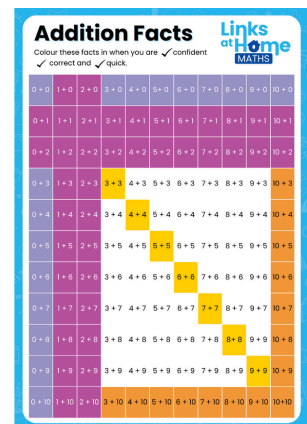 Addition Facts
Links
at Home
MATHS
Colour these facts in when you are ✓ confident
✓ correct and ✓ quick.
0 + 0 1 + 0 2 + 0 3 + 0 4 + 0 5 + 0 6 + 0 7 + 0 8 + 0 9 + 0 10 + 0
0 + 1 1 + 1 2 + 1 3 + 1 4 + 1 5 + 1 6 + 1 7 + 1 8 + 1 9 + 1 10 + 1
0 + 2 1 + 2 2 + 2 3 + 2 4 + 2 5 + 2 6 + 2 7 + 2 8 + 2 9 + 2 10 + 2
0 + 3 1 + 3 2 + 3 3 + 3 4 + 3 5 + 3 6 + 3 7 + 3 8 + 3 9 + 3 10 + 3
0 + 4 1 + 4 2 + 4 3 + 4 4 + 4 5 + 4 6 + 4 7 + 4 8 + 4 9 + 4 10 + 4
0 + 5 1 + 5 2 + 5 3 + 5 4 + 5 5 + 5 6 + 5 7 + 5 8 + 5 9 + 5 10 + 5
0 + 6 1 + 6 2 + 6 3 + 6 4 + 6 5 + 6 6 + 6 7 + 6 8 + 6 9 + 6 10 + 6
0 + 7 1 + 7 2 + 7 3 + 7 4 + 7 5 + 7 6 + 7 7 + 7 8 + 7 9 + 7 10 + 7
0 + 8 1 + 8 2 + 8 3 + 8 4 + 8 5 + 8 6 + 8 7 + 8 8+ 8 9 + 8 10 + 8
0 + 9 1 + 9 2 + 9 3 + 9 4 + 9 5 + 9 6 + 9 7 + 9 8 + 9 9 + 9 10 + 9
0 + 10 1 + 10 2 + 10 3 + 10 4 + 10 5 + 10 6 + 10 7 + 10 8 + 10 9 + 10 10+10